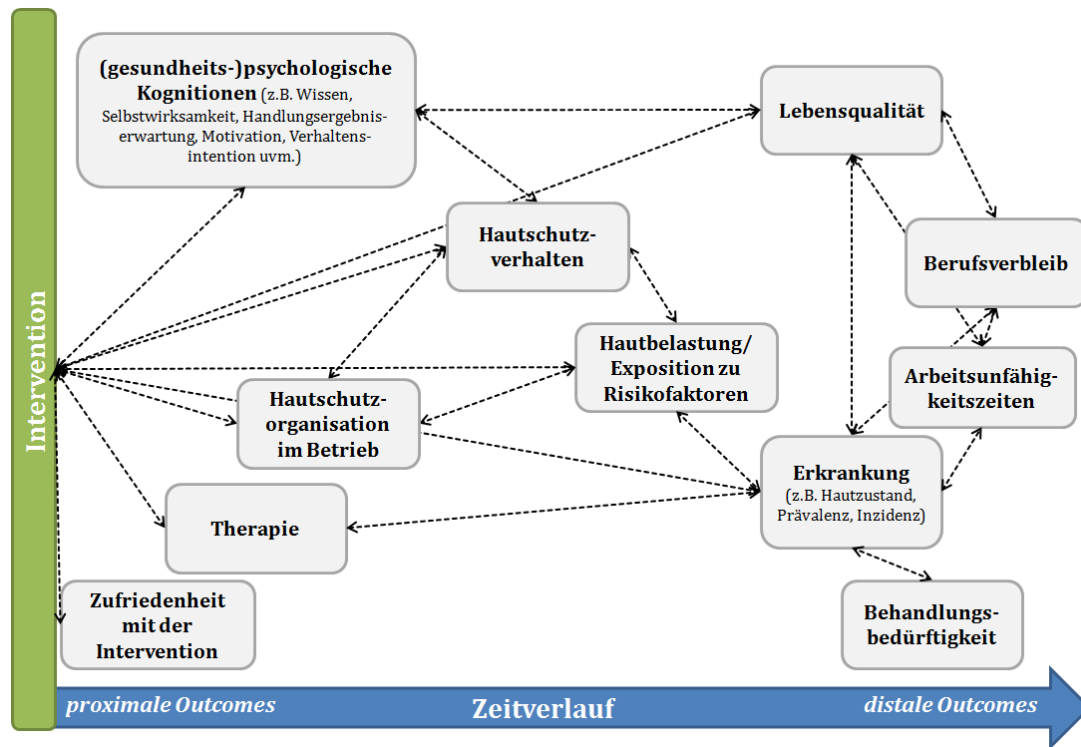 Intervention
(gesundheits-)psychologische
Kognitionen (z.B. Wissen,
Selbstwirksamkeit, Handlungsergebnis-
erwartung, Motivation, Verhaltens-
intention uvm.)
Lebensqualität
Hautschutz-
verhalten
Berufsverbleib
Hautbelastung/
Exposition zu
Risikofaktoren
Arbeitsunfähig-
keitszeiten
Hautschutz-
organisation
im Betrieb
Erkrankung
(z.B. Hautzustand,
Prävalenz, Inzidenz)
Therapie
Zufriedenheit
mit der
Intervention
Behandlungs-
bedürftigkeit
proximale Outcomes
Zeitverlauf
distale Outcomes